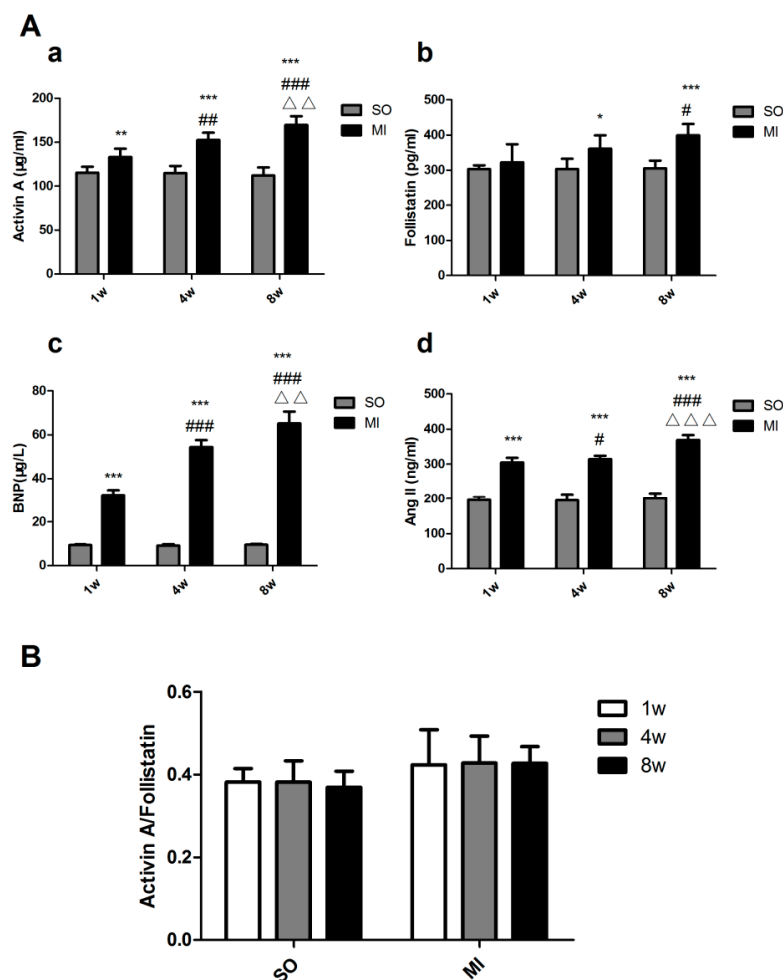 A
a
***
###
△△
***
##
**
SO
MI
200
150
100
50
0
Activin A (μg/ml)
1w
4w
8w
b
***
#
*
SO
MI
500
400
300
200
100
0
Follistatin (pg/ml)
1w
4w
8w
c
***
###
△△
***
###
***
SO
MI
80
60
40
20
0
BNP(μg/L)
1w
4w
8w
d
***
###
△△△
***
#
***
SO
MI
500
400
300
200
100
0
Ang II (ng/ml)
1w
4w
8w
B
1w
4w
8w
0.6
0.4
0.2
0.0
Activin A/Follistatin
SO
MI